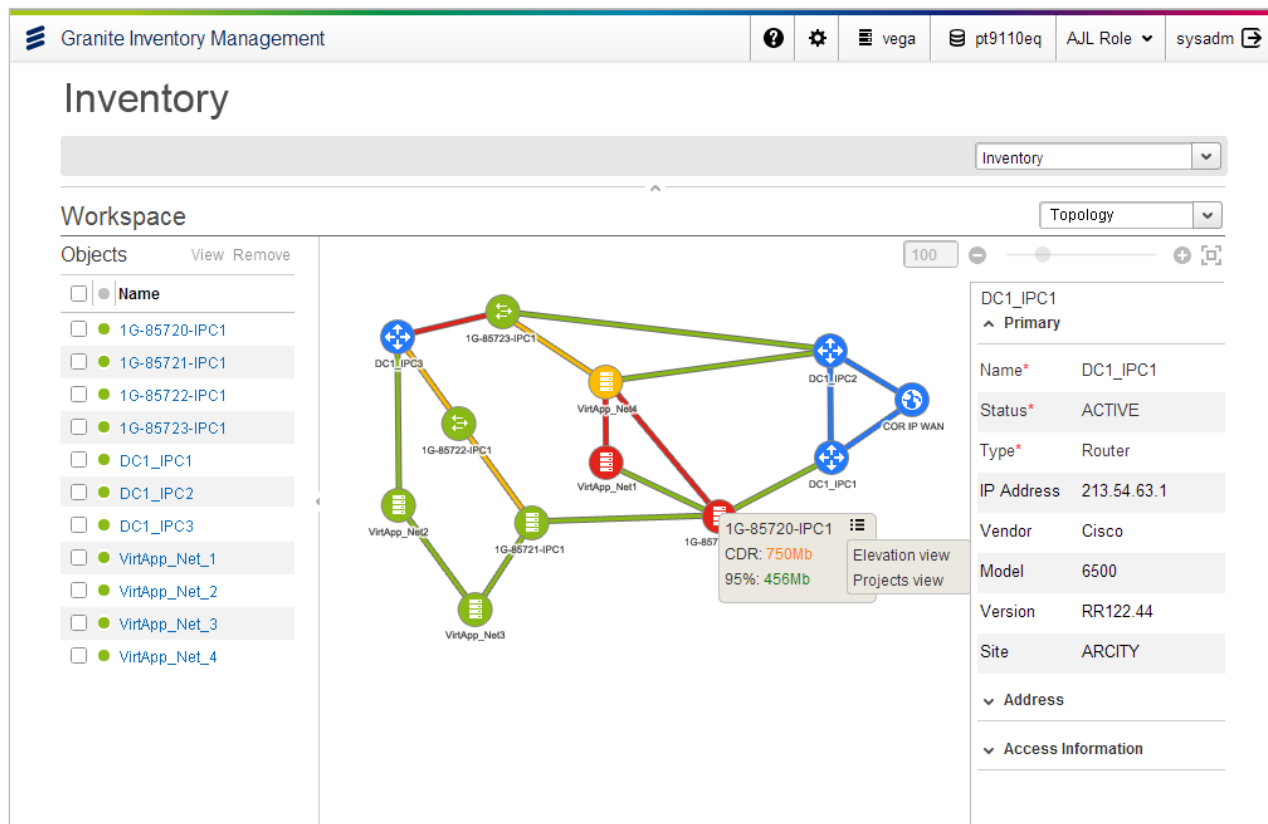 Granite Inventory Management
vega
pt9110eq
AJL Role
sysadm
Inventory
Inventory
Workspace
Topology
Objects View Remove
100
Name
1G-85720-IPC1
1G-85721-IPC1
1G-85722-IPC1
1G-85723-IPC1
DC1_IPC1
DC1_IPC2
DC1_IPC3
VirtApp_Net_1
VirtApp_Net_2
VirtApp_Net_3
VirtApp_Net_4
1G-85723-IPC1
DC1_IPC3
DC1_IPC2
VirtApp_Net4
COR IP WAN
1G-85722-IPC1
VirtApp_Net1
DC1_IPC1
VirtApp_Net2
1G-85721-IPC1
1G-857
VirtApp_Net3
1G-85720-IPC1
CDR: 750Mb
95%: 456Mb
Elevation view
Projects view
DC1_IPC1
Primary
Name* DC1_IPC1
Status* ACTIVE
Type* Router
IP Address 213.54.63.1
Vendor Cisco
Model 6500
Version RR122.44
Site ARCITY
Address
Access Information